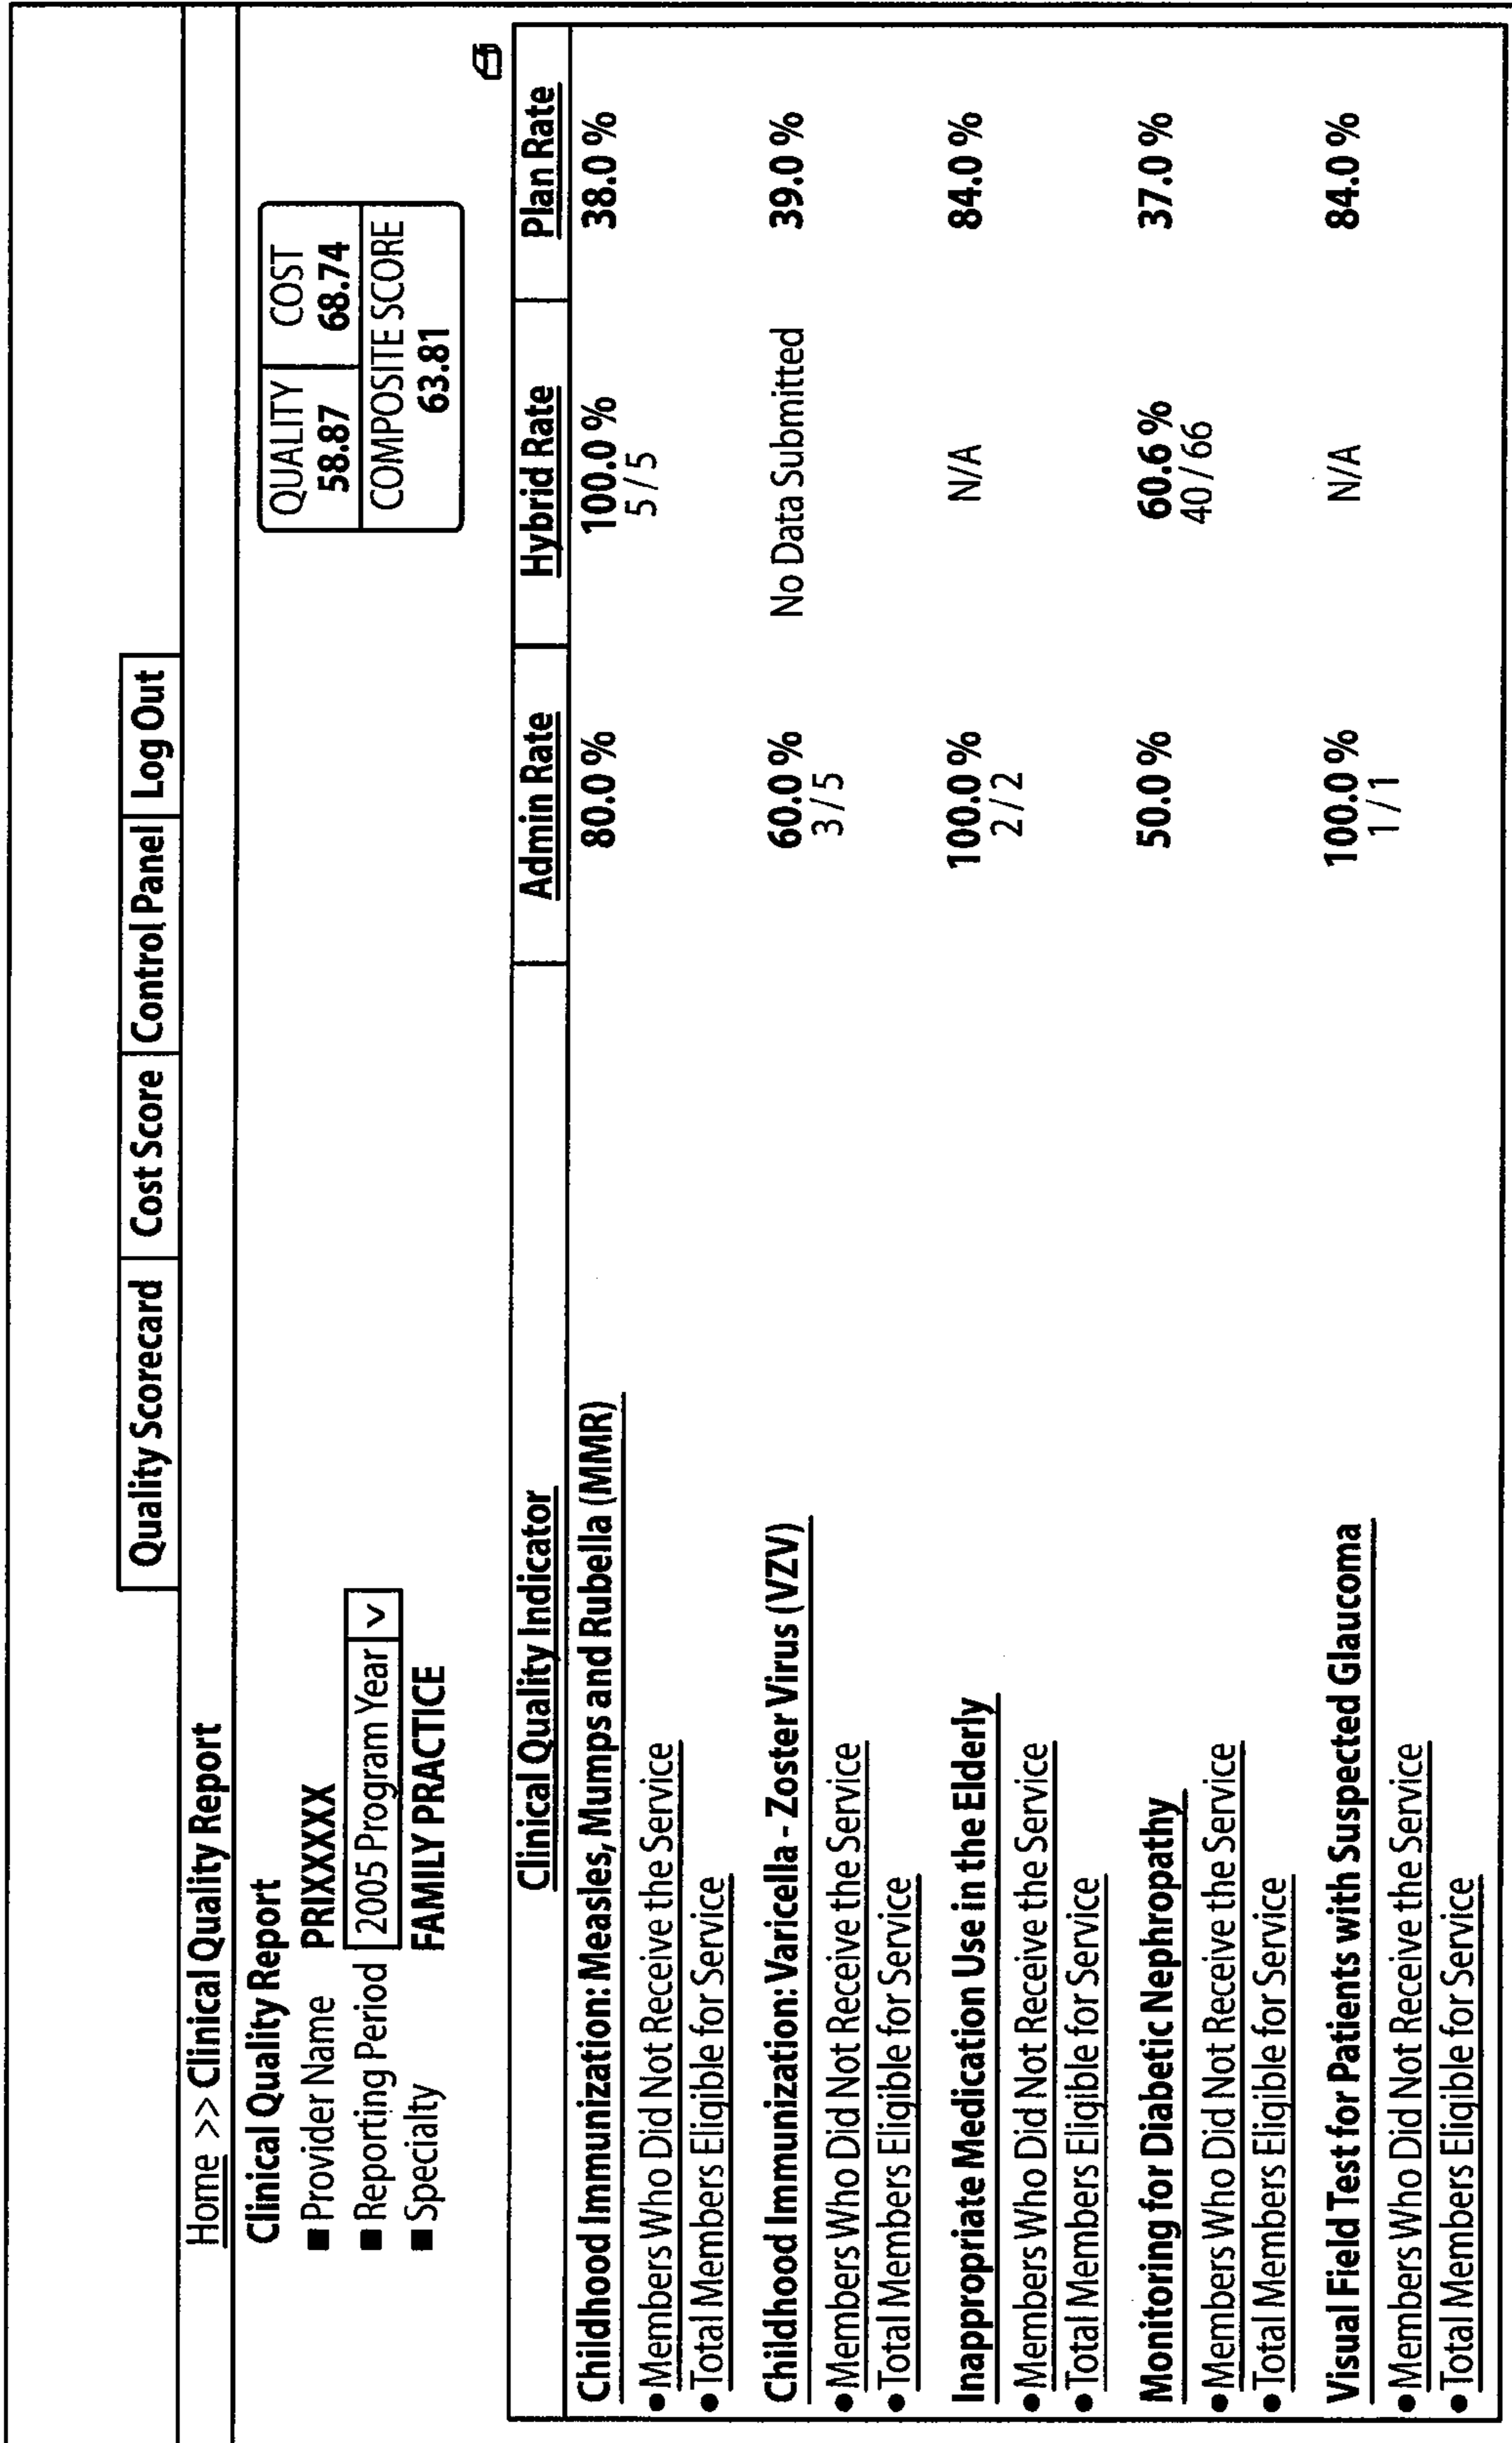 Quality Scorecard Cost Score Control Panel Log Out
Home >> Clinical Quality Report
Clinical Quality Report
■ Provider Name PRIXXXX
■ Reporting Period 2005 Program Year v
■ Specialty FAMILY PRACTICE
QUALITY COST
58.87 68.74
COMPOSITE SCORE
63.81
Clinical Quality Indicator Admin Rate Hybrid Rate Plan Rate
Childhood Immunization: Measles, Mumps and Rubella (MMR) 80.0 % 100.0 % 38.0 %
● Members Who Did Not Receive the Service 5 / 5
● Total Members Eligible for Service
Childhood Immunization: Varicella - Zoster Virus (VZV) 60.0 % No Data Submitted 39.0 %
● Members Who Did Not Receive the Service 3 / 5
● Total Members Eligible for Service
Inappropriate Medication Use in the Elderly 100.0 % N/A 84.0 %
● Members Who Did Not Receive the Service 2 / 2
● Total Members Eligible for Service
Monitoring for Diabetic Nephropathy 50.0 % 60.6 % 37.0 %
● Members Who Did Not Receive the Service 40 / 66
● Total Members Eligible for Service
Visual Field Test for Patients with Suspected Glaucoma 100.0 % N/A 84.0 %
● Members Who Did Not Receive the Service 1 / 1
● Total Members Eligible for Service